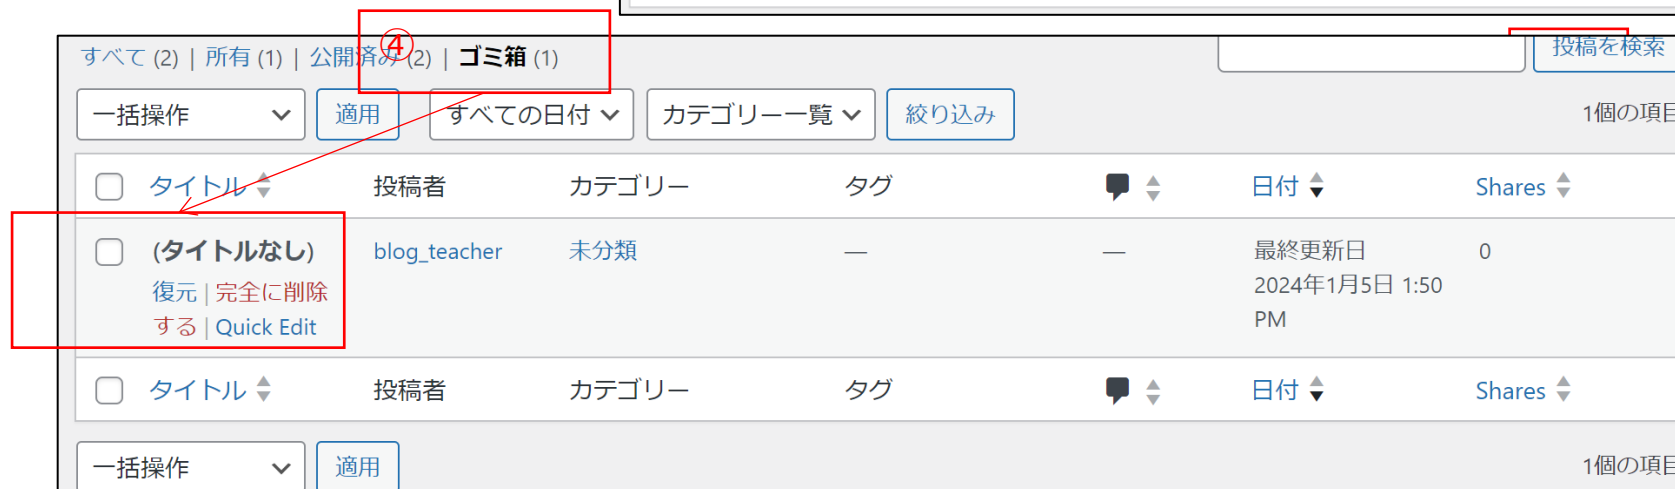 ④
すべて (2) | 所有 (1) | 公開済み (2) | ゴミ箱 (1)
投稿を検索
一括操作 適用 すべての日付 カテゴリー一覧 絞り込み 1個の項目
タイトル 投稿者 カテゴリー タグ 日付 Shares
(タイトルなし) blog_teacher 未分類 — — 最終更新日 0
復元 | 完全に削除 2024年1月5日 1:50
する | Quick Edit PM
タイトル 投稿者 カテゴリー タグ 日付 Shares
一括操作 適用 1個の項目